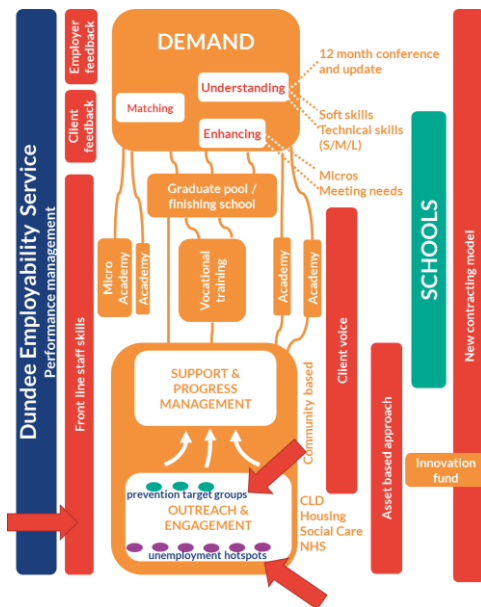 Dundee Employability Service
Performance management
Employer
feedback
Client
feedback
Front line staff skills
DEMAND
Understanding
Matching
Enhancing
12 month conference
and update
Soft skills
Technical skills
(S/M/L)
Micros
Meeting needs
Graduate pool /
finishing school
Micro
Academy
Academy
Vocational
training
Academy
Academy
SUPPORT &
PROGRESS
MANAGEMENT
Community based
prevention target groups
OUTREACH &
ENGAGEMENT
unemployment hotspots
CLD
Housing
Social Care
NHS
Client voice
Asset based approach
SCHOOLS
Innovation
fund
New contracting model